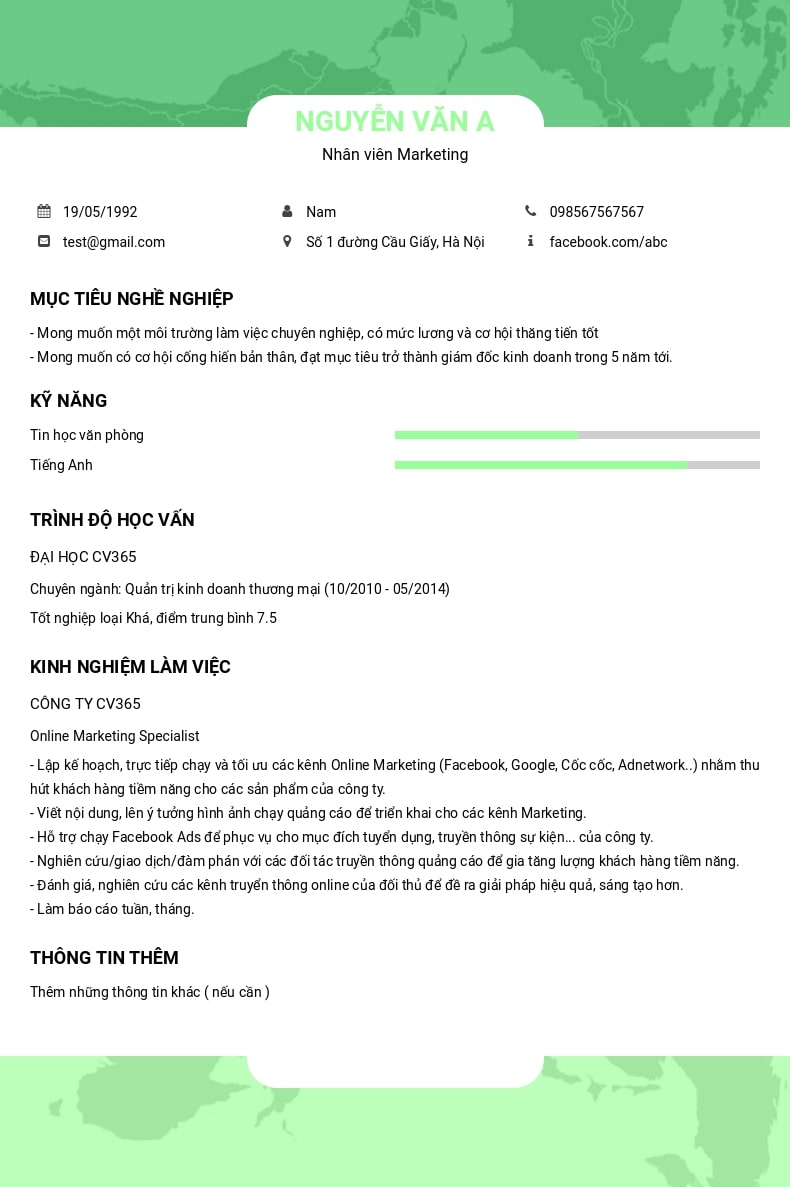 NGUYỄN VĂN A
Nhân viên Marketing
19/05/1992
Nam
098567567567
test@gmail.com
Số 1 đường Cầu Giấy, Hà Nội
facebook.com/abc
MỤC TIÊU NGHỀ NGHIỆP
- Mong muốn một môi trường làm việc chuyên nghiệp, có mức lương và cơ hội thăng tiến tốt
- Mong muốn có cơ hội cống hiến bản thân, đạt mục tiêu trở thành giám đốc kinh doanh trong 5 năm tới.
KỸ NĂNG
Tin học văn phòng
Tiếng Anh
TRÌNH ĐỘ HỌC VẤN
ĐẠI HỌC CV365
Chuyên ngành: Quản trị kinh doanh thương mại (10/2010 - 05/2014)
Tốt nghiệp loại Khá, điểm trung bình 7.5
KINH NGHIỆM LÀM VIỆC
CÔNG TY CV365
Online Marketing Specialist
- Lập kế hoạch, trực tiếp chạy và tối ưu các kênh Online Marketing (Facebook, Google, Cốc cốc, Adnetwork..) nhằm thu
hút khách hàng tiềm năng cho các sản phẩm của công ty.
- Viết nội dung, lên ý tưởng hình ảnh chạy quảng cáo để triển khai cho các kênh Marketing.
- Hỗ trợ chạy Facebook Ads để phục vụ cho mục đích tuyển dụng, truyền thông sự kiện... của công ty.
- Nghiên cứu/giao dịch/đàm phán với các đối tác truyền thông quảng cáo để gia tăng lượng khách hàng tiềm năng.
- Đánh giá, nghiên cứu các kênh truyển thông online của đối thủ để đề ra giải pháp hiệu quả, sáng tạo hơn.
- Làm báo cáo tuần, tháng.
THÔNG TIN THÊM
Thêm những thông tin khác ( nếu cần )